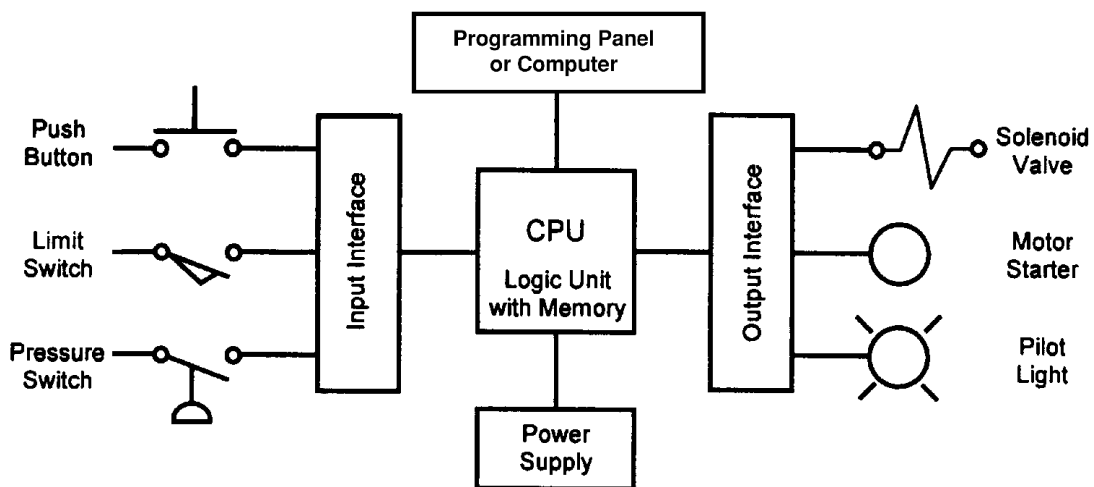 Programming Panel
or Computer
Push
Button
Limit
Switch
Pressure
Switch
Input Interface
CPU
Logic Unit
with Memory
Power
Supply
Output Interface
Solenoid
Valve
Motor
Starter
Pilot
Light